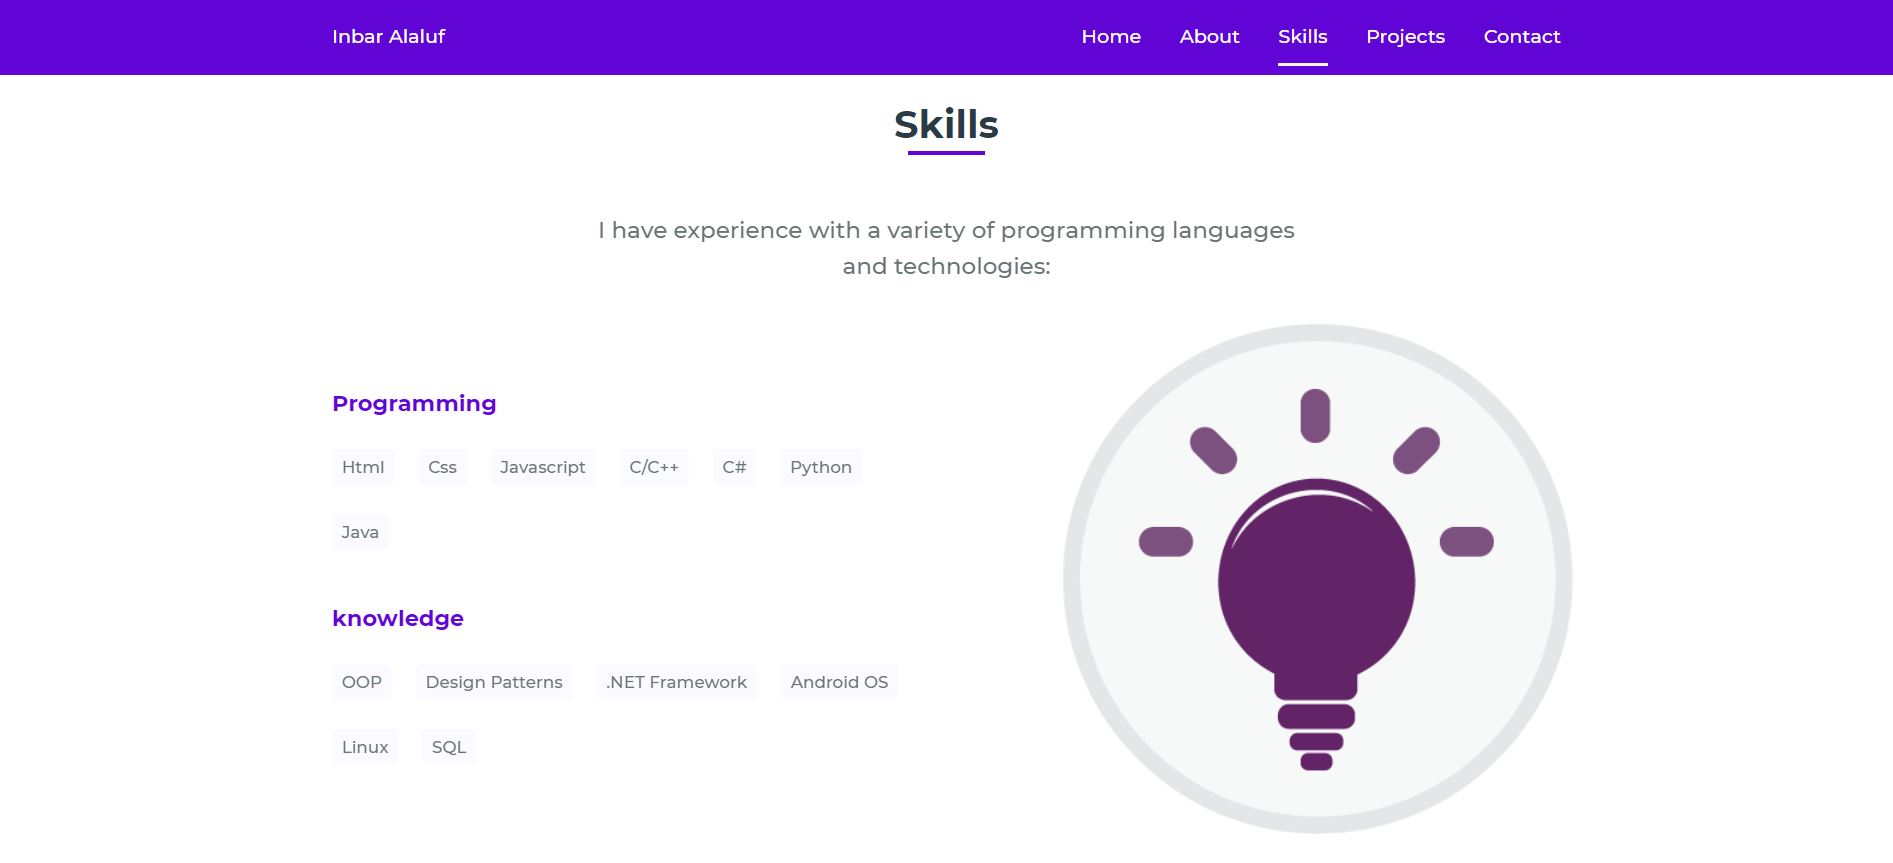 Inbar Alaluf Home About Skills Projects Contact
Skills
I have experience with a variety of programming languages
and technologies:
Programming
Html Css Javascript C/C++ C# Python
Java
knowledge
OOP Design Patterns .NET Framework Android OS
Linux SQL